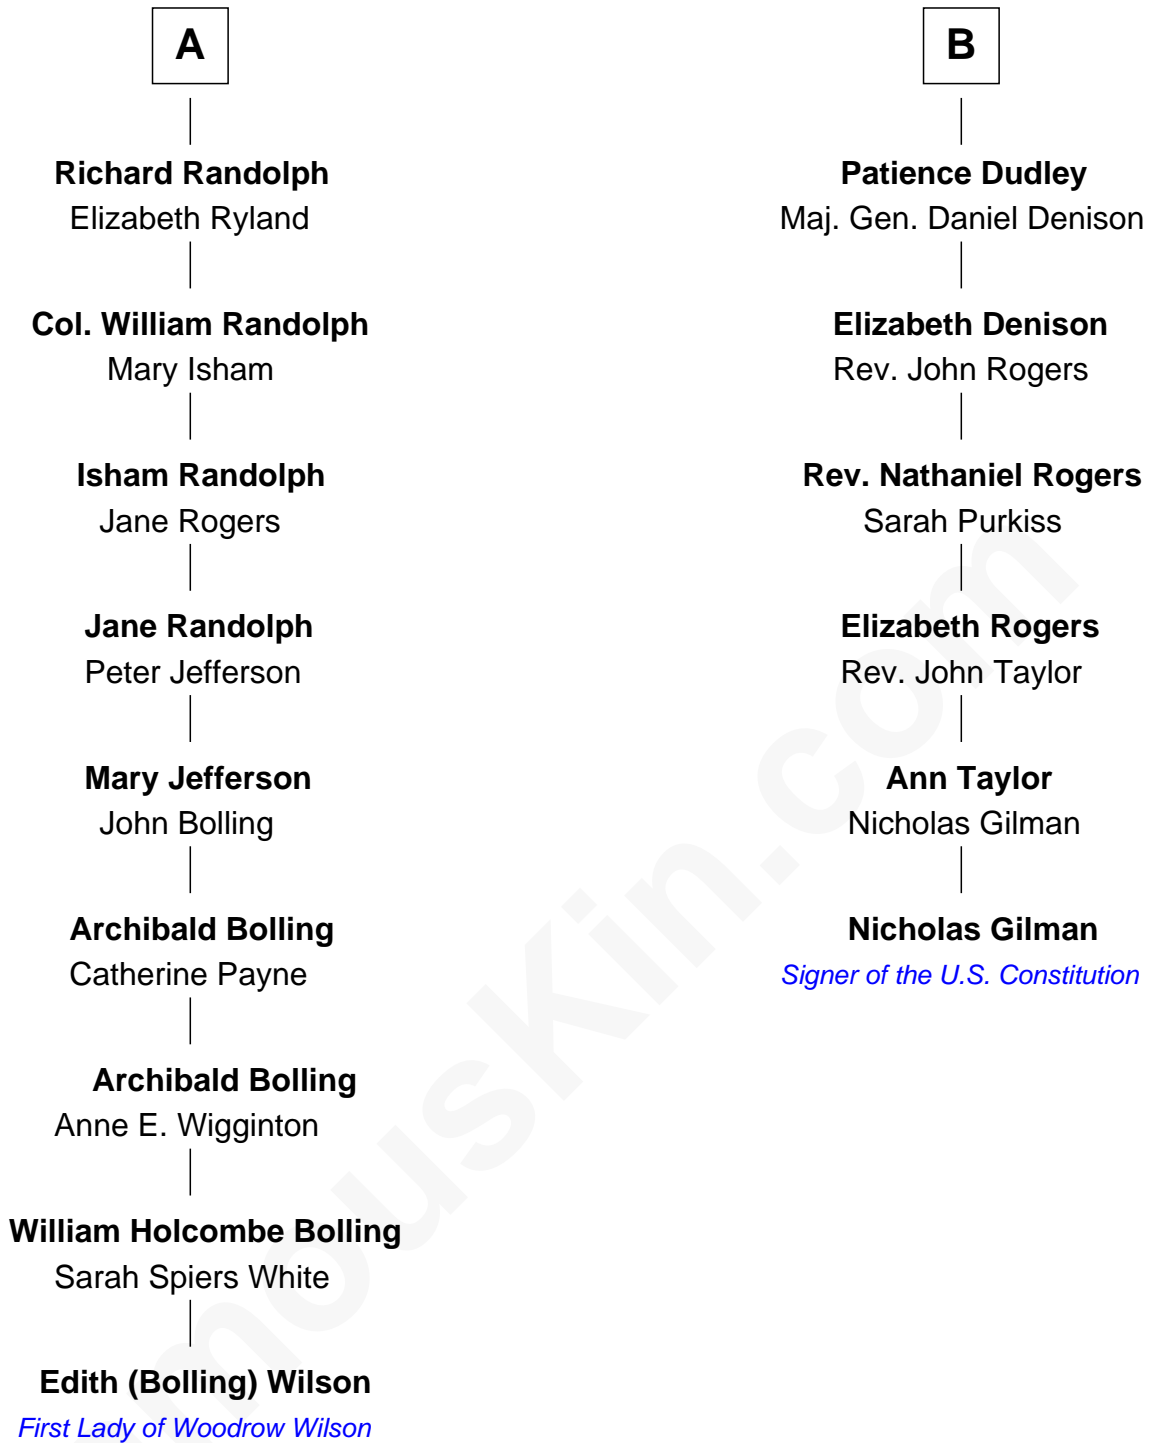 A
Richard Randolph
Elizabeth Ryland
Col. William Randolph
Mary Isham
Isham Randolph
Jane Rogers
Jane Randolph
Peter Jefferson
Mary Jefferson
John Bolling
Archibald Bolling
Catherine Payne
Archibald Bolling
Anne E. Wigginton
William Holcombe Bolling
Sarah Spiers White
Edith (Bolling) Wilson
First Lady of Woodrow Wilson
B
Patience Dudley
Maj. Gen. Daniel Denison
Elizabeth Denison
Rev. John Rogers
Rev. Nathaniel Rogers
Sarah Purkiss
Elizabeth Rogers
Rev. John Taylor
Ann Taylor
Nicholas Gilman
Nicholas Gilman
Signer of the U.S. Constitution
mousKin.com